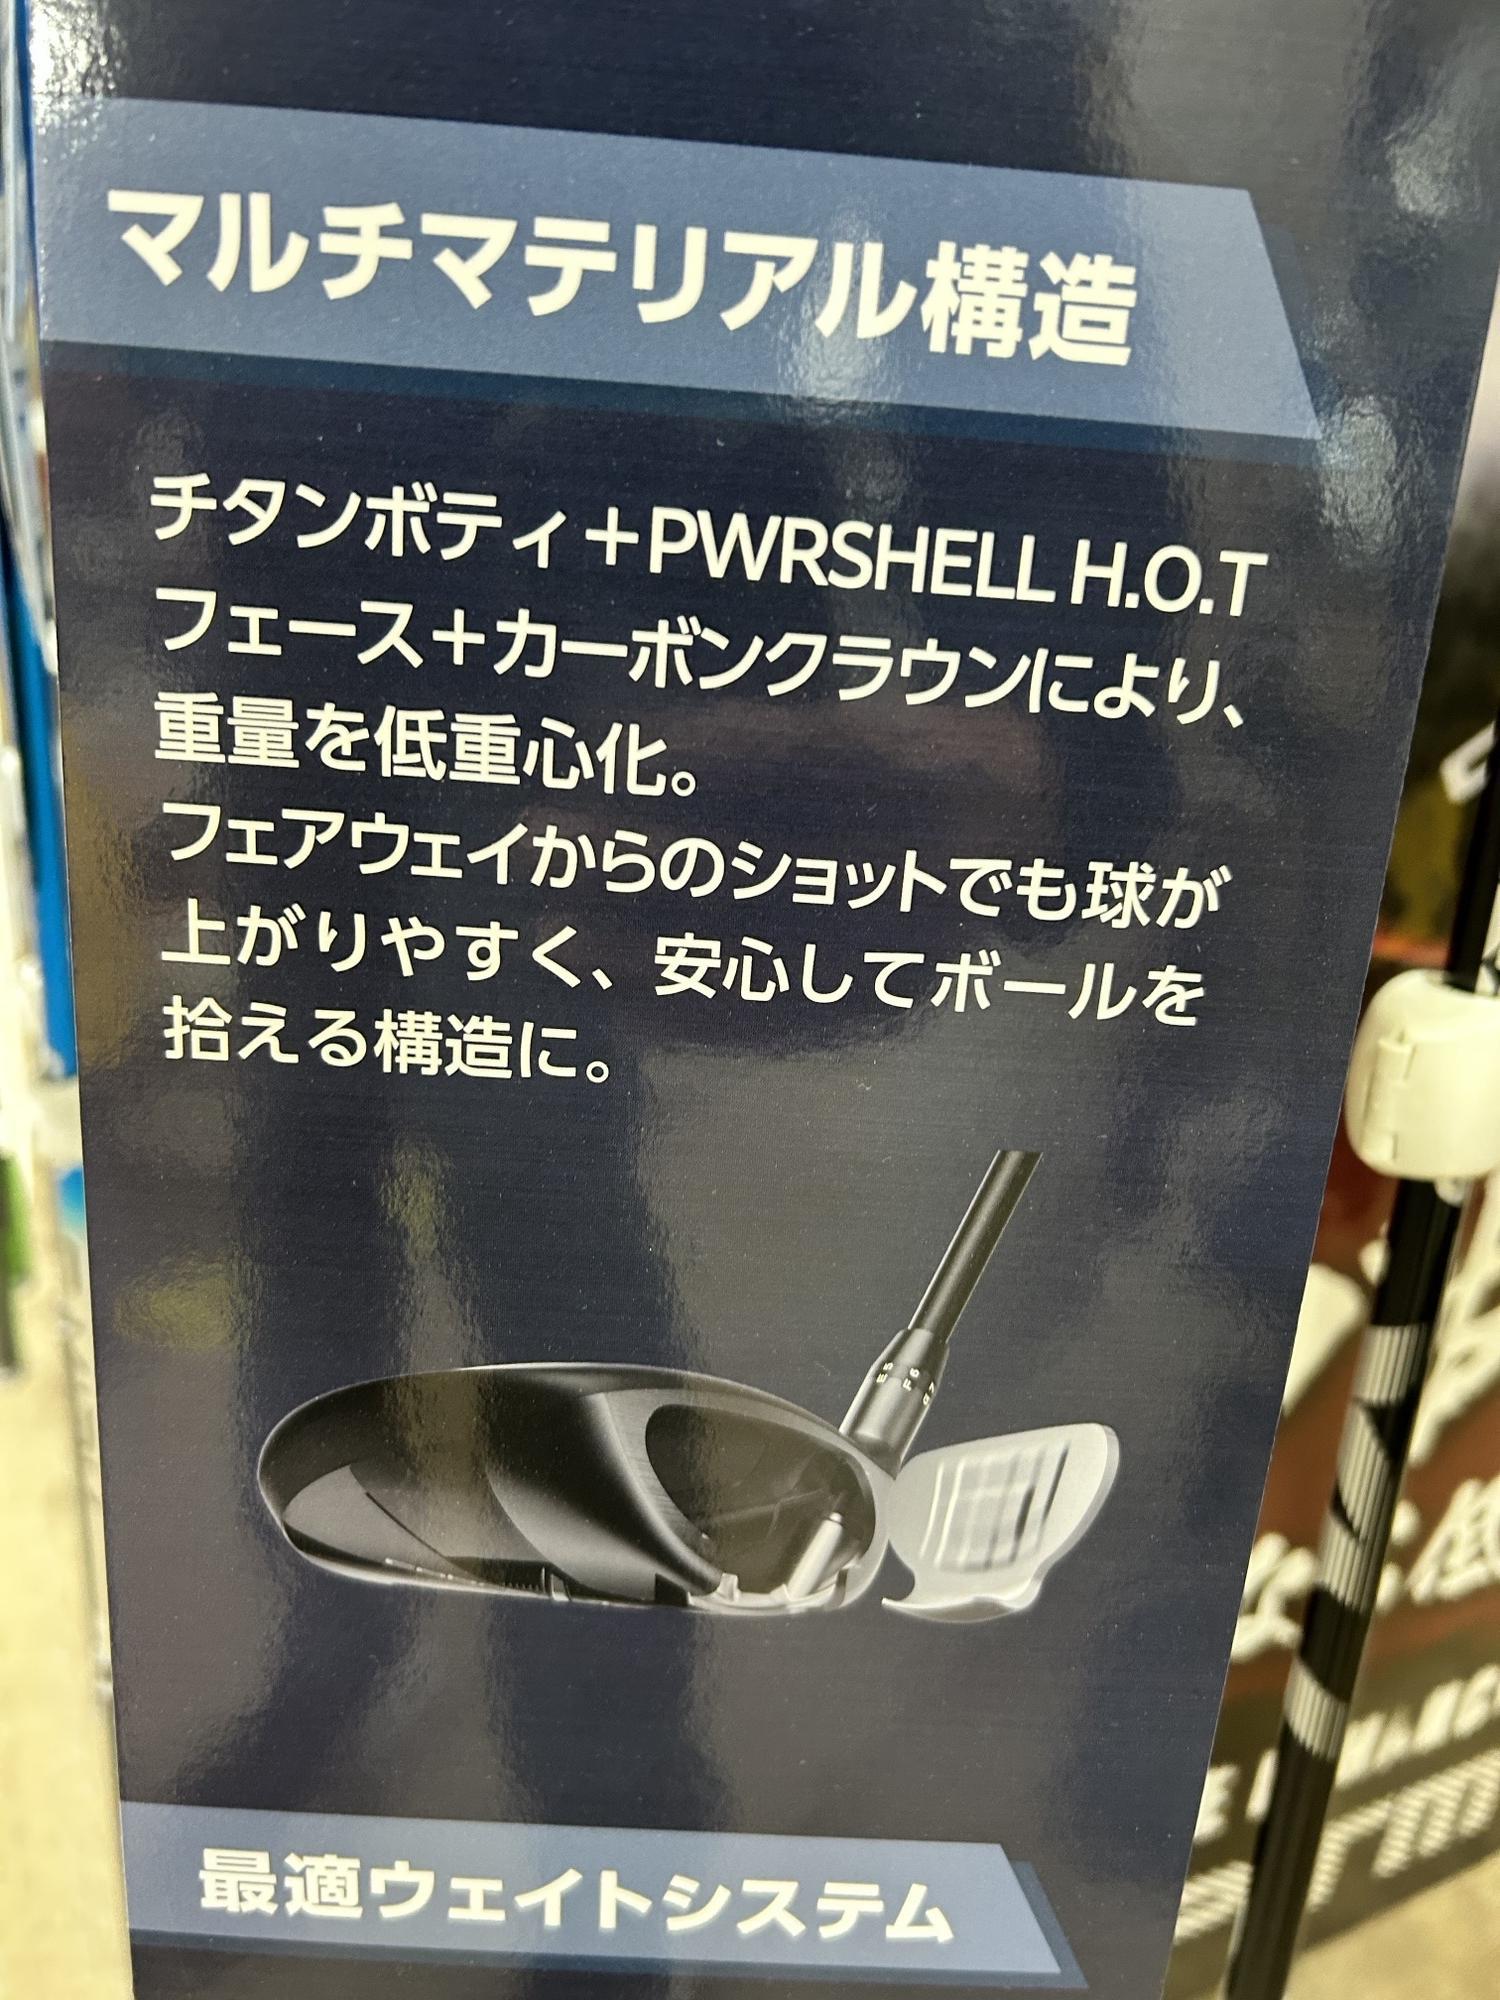 マルチマテリアル構造
チタンボティ＋PWRSHELL H.O.T
フェース＋カーボンクラウンにより、
重量を低重心化。
フェアウェイからのショットでも球が
上がりやすく、安心してボールを
拾える構造に。
最適ウェイトシステム